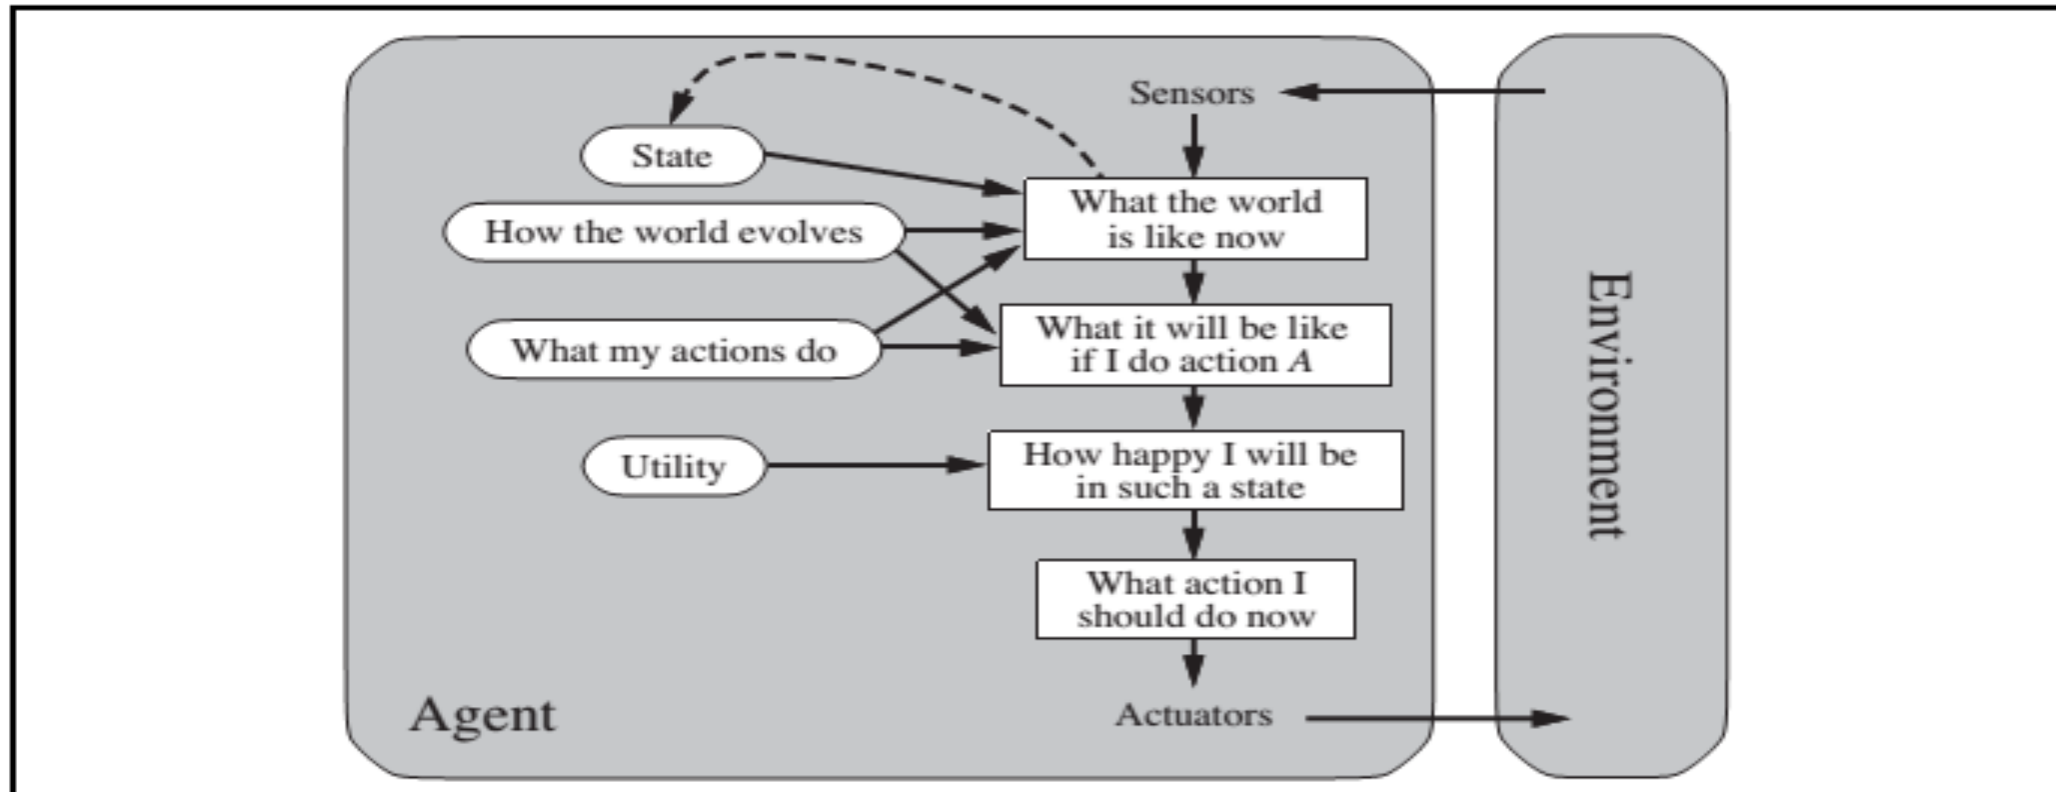 Sensors
State
What the world
is like now
How the world evolves
What it will be like
if I do action A
What my actions do
How happy I will be
in such a state
Utility
What action I
should do now
Agent
Actuators
Environment